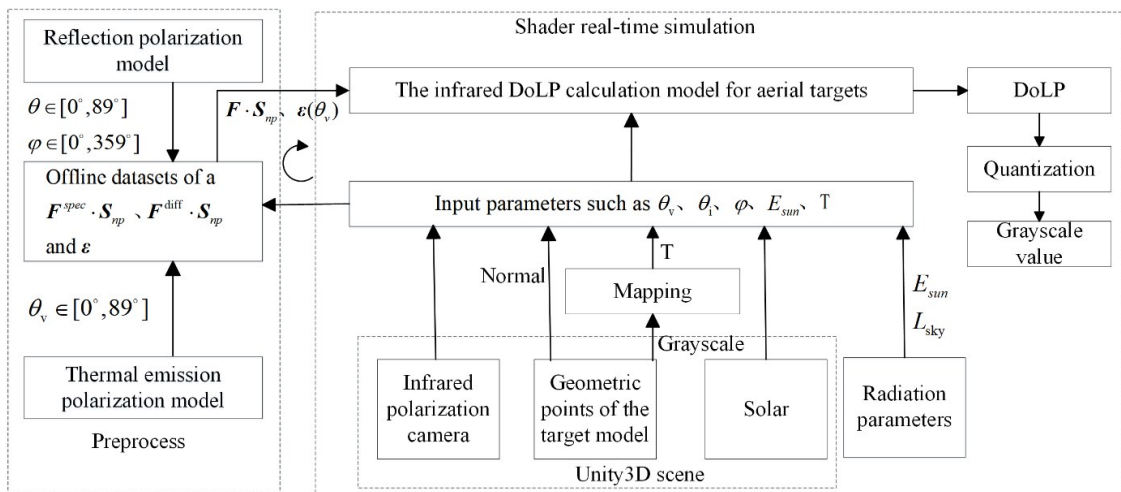 Shader real-time simulation
Reflection polarization
model
θ∈[0°,89°]
φ∈[0°,359°]
F·S_np、ε(θ_v)
The infrared DoLP calculation model for aerial targets
DoLP
Quantization
Grayscale
value
Offline datasets of a
F^spec·S_np 、F^diff·S_np
and ε
Input parameters such as θ_v、θ_i、φ、E_sun、T
θ_v∈[0°,89°]
Thermal emission
polarization model
Preprocess
Normal
T
Mapping
Grayscale
E_sun
L_sky
Infrared
polarization
camera
Geometric
points of the
target model
Solar
Radiation
parameters
Unity3D scene